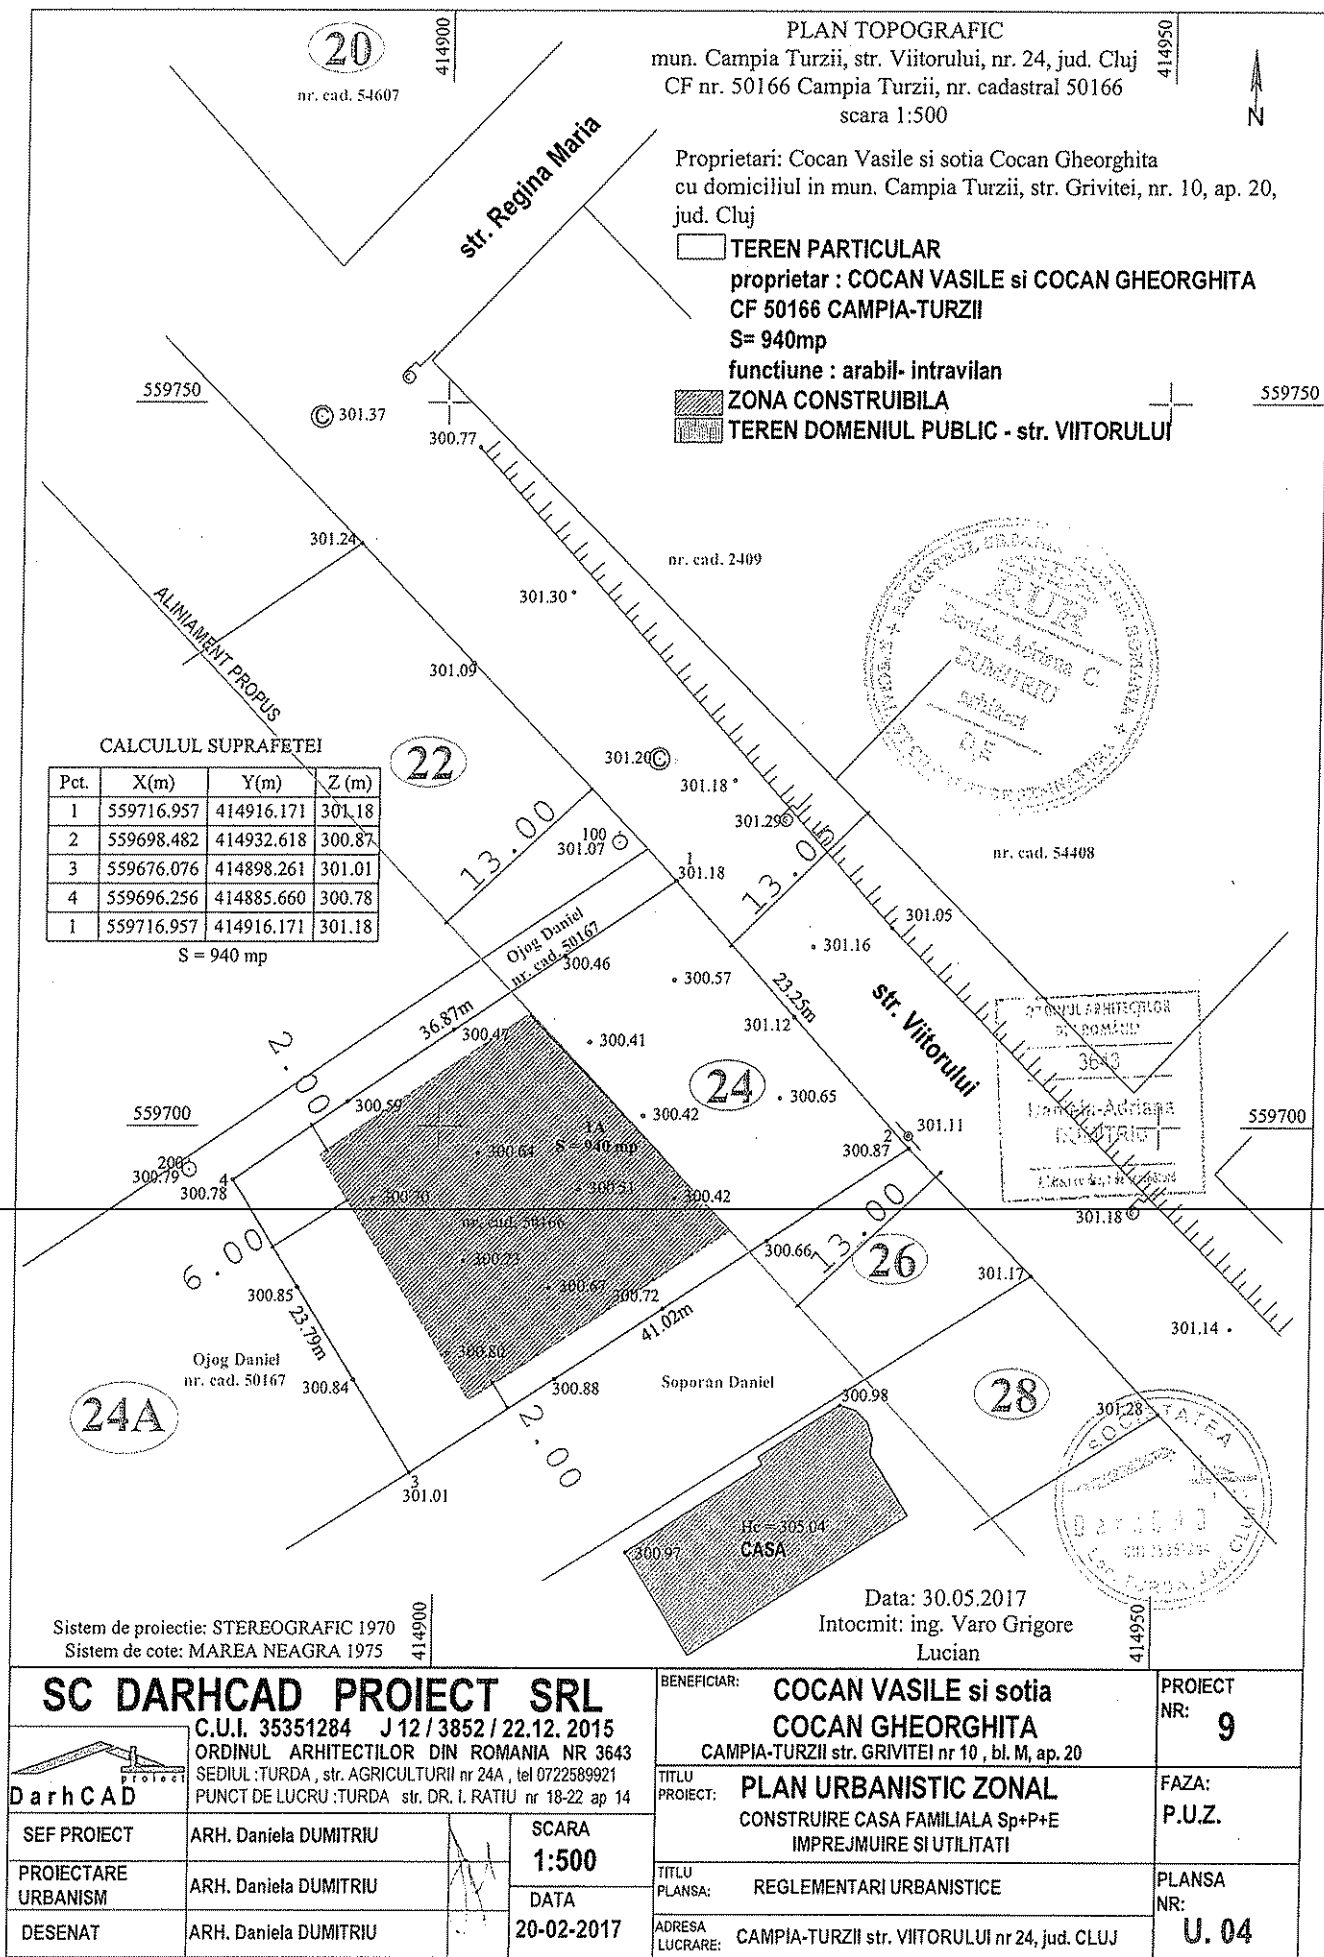 PLAN TOPOGRAFIC
mun. Campia Turzii, str. Viitorului, nr. 24, jud. Cluj
CF nr. 50166 Campia Turzii, nr. cadastral 50166
scara 1:500
N
20
nr. cad. 54607
414900
414950
str. Regina Maria
Proprietari: Cocan Vasile si sotia Cocan Gheorghita
cu domiciliul in mun. Campia Turzii, str. Grivitei, nr. 10, ap. 20,
jud. Cluj
TEREN PARTICULAR
proprietar : COCAN VASILE si COCAN GHEORGHITA
CF 50166 CAMPIA-TURZII
S= 940mp
functiune : arabil- intravilan
ZONA CONSTRUIBILA
TEREN DOMENIUL PUBLIC - str. VIITORULUI
559750
559750
C 301.37
300.77
301.24
nr. cad. 2409
301.30
ALINIAMENT PROPUS
301.09
RUR
Daniela Adriana C.
DUMITRIU
arhitect
CALCULUL SUPRAFETEI
Pct. X(m) Y(m) Z (m)
1 559716.957 414916.171 301.18
2 559698.482 414932.618 300.87
3 559676.076 414898.261 301.01
4 559696.256 414885.660 300.78
1 559716.957 414916.171 301.18
S = 940 mp
22
301.20 C
301.18
301.29
13.00
100
301.07
1
301.18
13.0
nr. cad. 54408
301.05
301.16
Ojog Daniel
nr. cad. 50167
300.46
300.57
36.87m
23.25m
str. Viitorului
300.47
300.41
301.12
2.00
24
300.59
300.42
300.65
559700
559700
1A
S = 940 mp
300.64
2
301.11
300.87
3643
DUMITRIU
200
300.79
300.78
4
300.70
300.51
300.42
nr. cad. 50166
13.00
301.18
6.00
300.73
300.66
26
300.85
300.67
300.72
301.17
23.79m
41.02m
301.14
300.80
Ojog Daniel
nr. cad. 50167
300.84
300.88
Soporan Daniel
300.98
28
24A
2.00
301.28
SOCIETATEA
3
301.01
Hc = 305.04
CASA
300.97
Data: 30.05.2017
Intocmit: ing. Varo Grigore
Lucian
Sistem de proiectie: STEREOGRAFIC 1970
Sistem de cote: MAREA NEAGRA 1975
414900
414950
SC DARHCAD PROIECT SRL
C.U.I. 35351284 J 12 / 3852 / 22.12. 2015
ORDINUL ARHITECTILOR DIN ROMANIA NR 3643
SEDIUL :TURDA , str. AGRICULTURII nr 24A , tel 0722589921
PUNCT DE LUCRU :TURDA str. DR. I. RATIU nr 18-22 ap 14
proiect
DarhCAD
SEF PROIECT ARH. Daniela DUMITRIU
PROIECTARE
URBANISM
ARH. Daniela DUMITRIU
DESENAT ARH. Daniela DUMITRIU
SCARA
1:500
DATA
20-02-2017
BENEFICIAR:
COCAN VASILE si sotia
COCAN GHEORGHITA
CAMPIA-TURZII str. GRIVITEI nr 10 , bl. M, ap. 20
TITLU
PROIECT:
PLAN URBANISTIC ZONAL
CONSTRUIRE CASA FAMILIALA Sp+P+E
IMPREJMUIRE SI UTILITATI
TITLU
PLANSA:
REGLEMENTARI URBANISTICE
ADRESA
LUCRARE:
CAMPIA-TURZII str. VIITORULUI nr 24, jud. CLUJ
PROIECT
NR:
9
FAZA:
P.U.Z.
PLANSA
NR:
U. 04